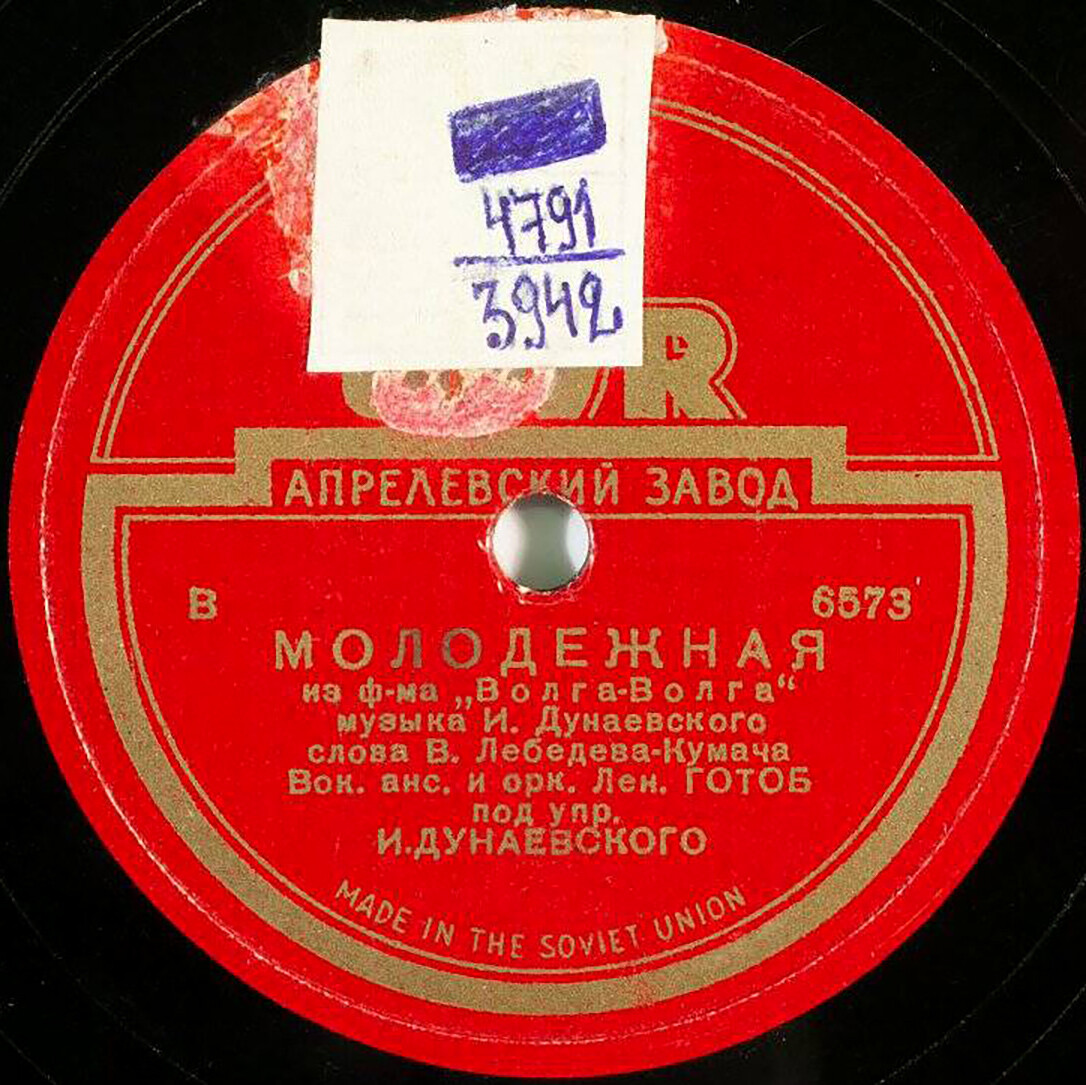 4791
3942
АПРЕЛЕВСКИЙ ЗАВОД
В 6573
МОЛОДЕЖНАЯ
из ф-ма „Волга-Волга“
музыка И. Дунаевского
слова В. Лебедева-Кумача
Вок. анс. и орк. Лен. ГОТОБ
под упр.
И.ДУНАЕВСКОГО
MADE IN THE SOVIET UNION